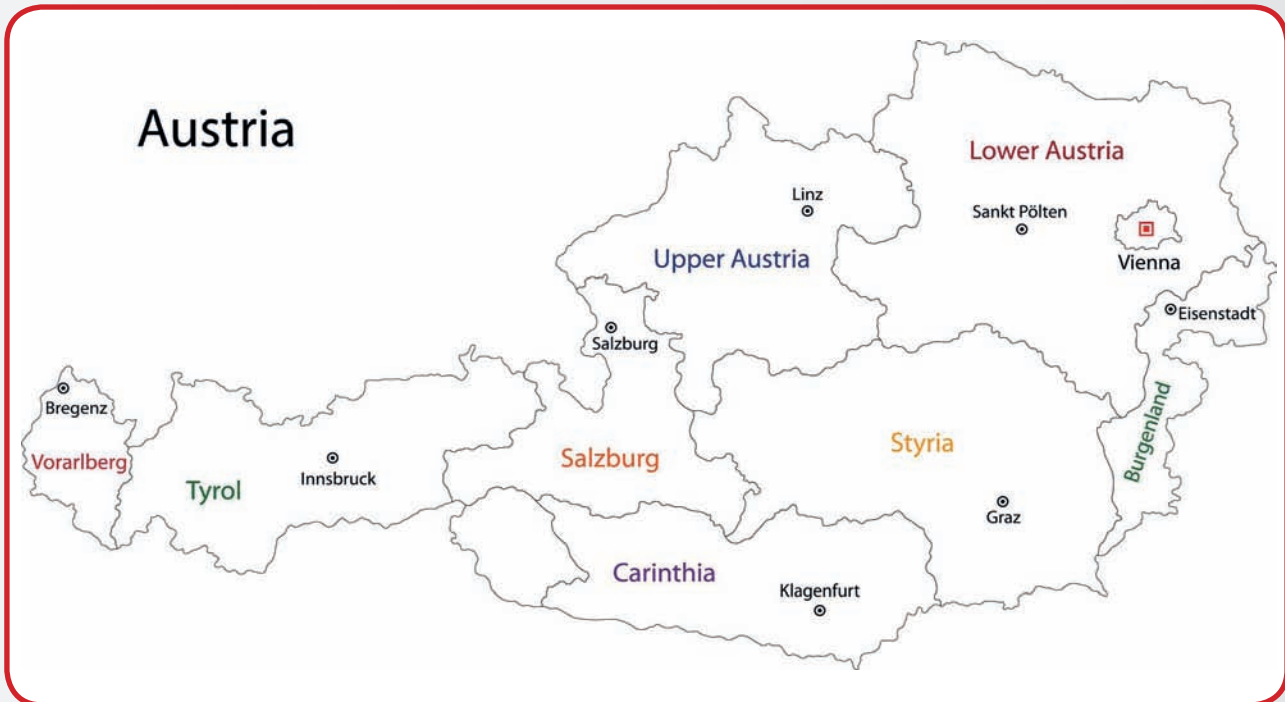 Austria
Lower Austria
Linz
Sankt Pölten
Upper Austria
Vienna
Eisenstadt
Salzburg
Bregenz
Burgenland
Styria
Vorarlberg
Salzburg
Innsbruck
Tyrol
Graz
Carinthia
Klagenfurt